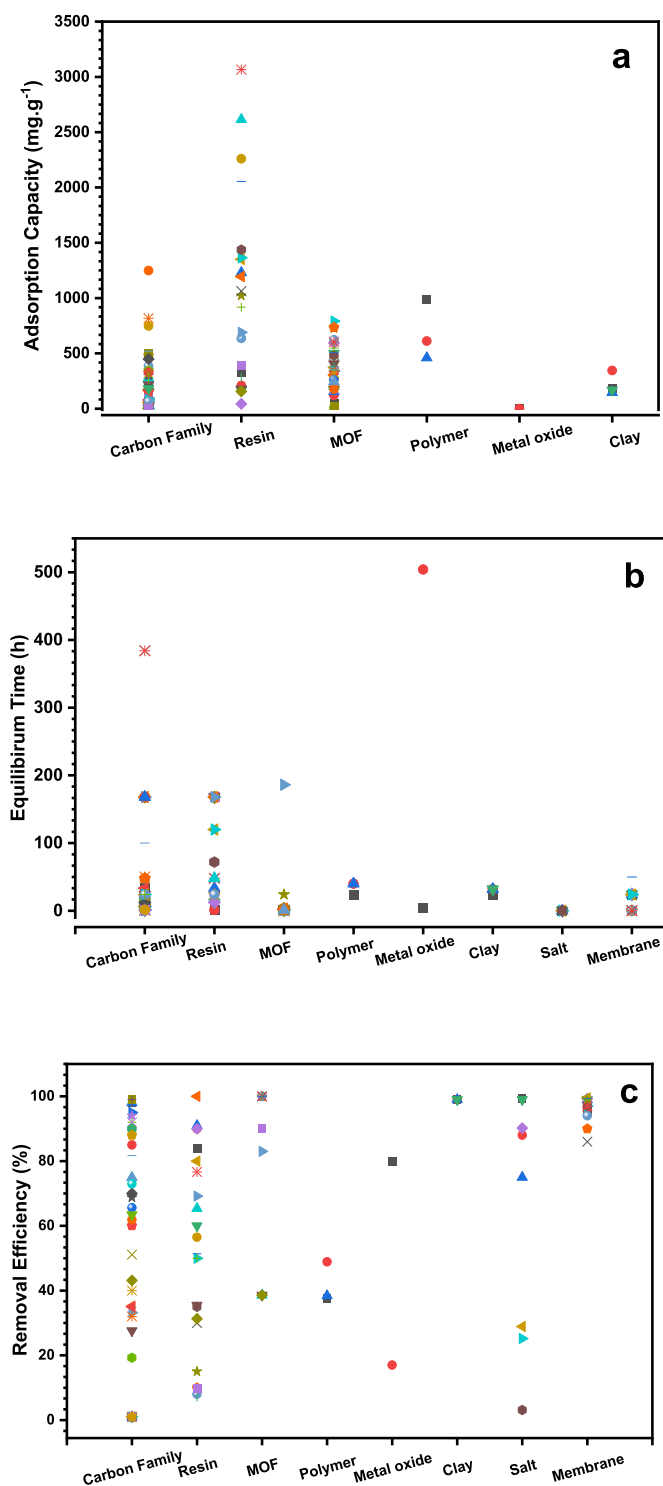 a
Adsorption Capacity (mg.g⁻¹)
3500
3000
2500
2000
1500
1000
500
0
Carbon Family Resin MOF Polymer Metal oxide Clay
b
Equilibirum Time (h)
500
400
300
200
100
0
Carbon Family Resin MOF Polymer Metal oxide Clay Salt Membrane
c
Removal Efficiency (%)
100
80
60
40
20
0
Carbon Family Resin MOF Polymer Metal oxide Clay Salt Membrane